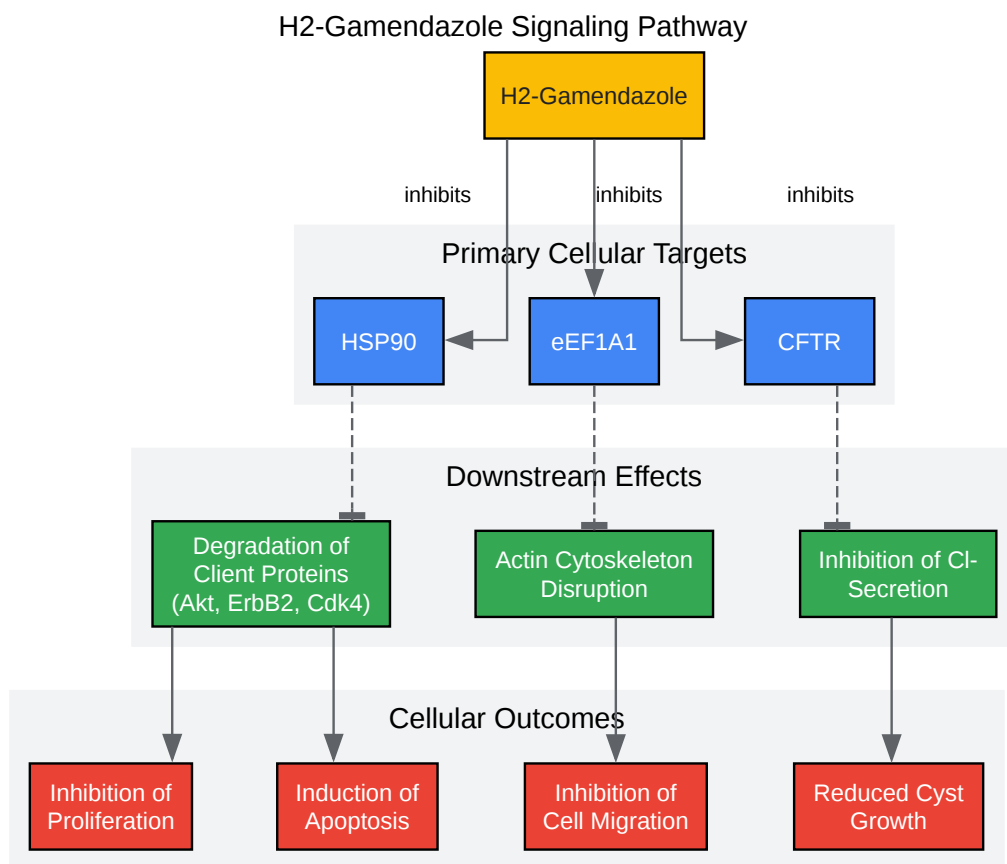 H2-Gamendazole Signaling Pathway
H2-Gamendazole
inhibits
inhibits
inhibits
Primary Cellular Targets
HSP90
eEF1A1
CFTR
Downstream Effects
Degradation of
Client Proteins
(Akt, ErbB2, Cdk4)
Actin Cytoskeleton
Disruption
Inhibition of Cl-
Secretion
Cellular Outcomes
Inhibition of
Proliferation
Induction of
Apoptosis
Inhibition of
Cell Migration
Reduced Cyst
Growth